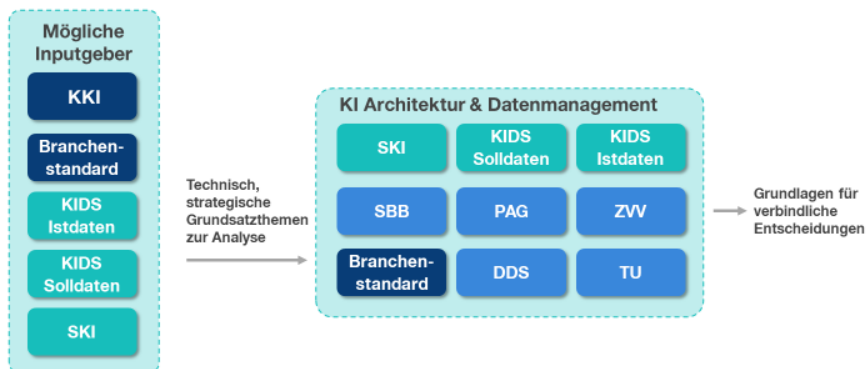 Mögliche
Inputgeber
KKI
Branchen-
standard
KIDS
Istdaten
KIDS
Solldaten
SKI
Technisch,
strategische
Grundsatzthemen
zur Analyse
KI Architektur & Datenmanagement
SKI
KIDS
Solldaten
KIDS
Istdaten
SBB
PAG
ZVV
Branchen-
standard
DDS
TU
Grundlagen für
verbindliche
Entscheidungen